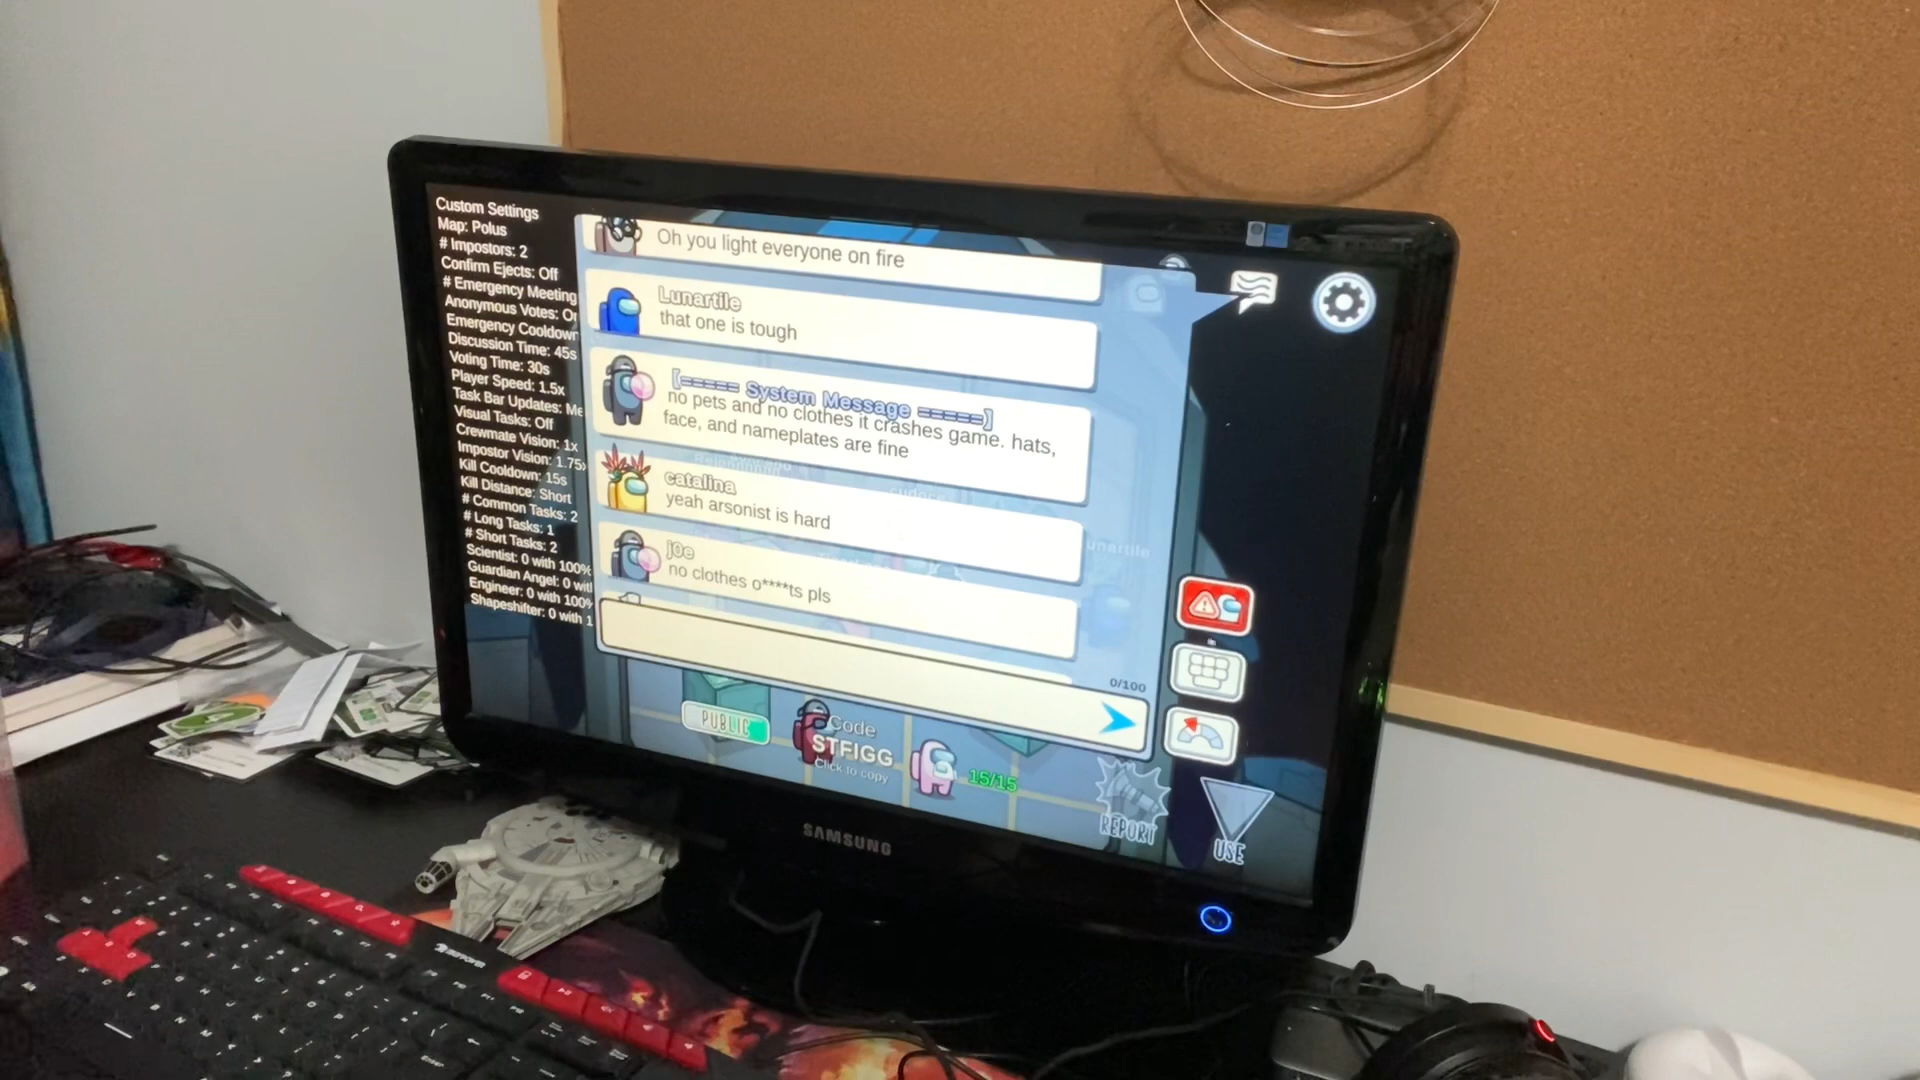 Custom Settings
Map: Polus
# Impostors: 2
Confirm Ejects: Off
# Emergency Meeting
Anonymous Votes: On
Emergency Cooldown
Discussion Time: 45s
Voting Time: 30s
Player Speed: 1.5x
Task Bar Updates: Me
Visual Tasks: Off
Crewmate Vision: 1x
Impostor Vision: 1.75x
Kill Cooldown: 15s
Kill Distance: Short
# Common Tasks: 2
# Long Tasks: 1
# Short Tasks: 2
Scientist: 0 with 100%
Guardian Angel: 0 with
Engineer: 0 with 100%
Shapeshifter: 0 with 1
Oh you light everyone on fire
Lunartile
that one is tough
[===== System Message =====]
no pets and no clothes it crashes game. hats,
face, and nameplates are fine
catalina
yeah arsonist is hard
joe
no clothes o****ts pls
unartile
0/100
PUBLIC
Code
STFIGG
Click to copy
15/15
REPORT
USE
SAMSUNG